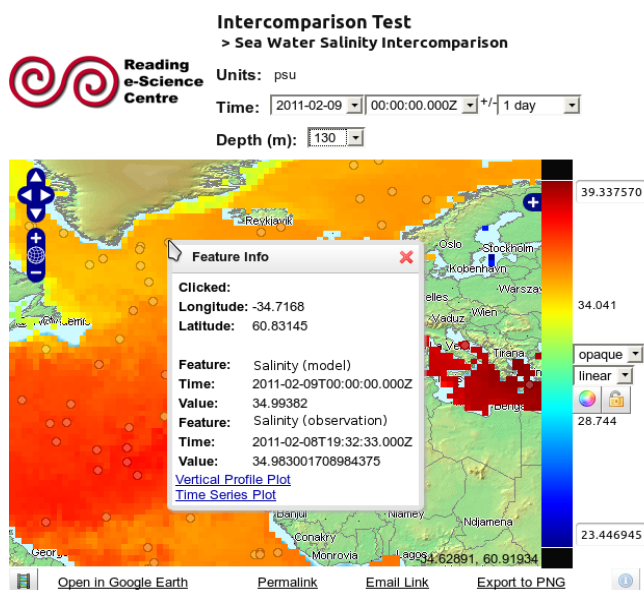 Intercomparison Test
> Sea Water Salinity Intercomparison
Reading
e-Science
Centre
Units: psu
Time: 2011-02-09 00:00:00.000Z +/- 1 day
Depth (m): 130
Reykjavik
Oslo
Stockholm
København
Warszaw
Vaduz Wien
Tirana
Feature Info
Clicked:
Longitude: -34.7168
Latitude: 60.83145
Feature: Salinity (model)
Time: 2011-02-09T00:00:00.000Z
Value: 34.99382
Feature: Salinity (observation)
Time: 2011-02-08T19:32:33.000Z
Value: 34.983001708984375
Vertical Profile Plot
Time Series Plot
39.337570
34.041
opaque
linear
28.744
23.446945
Banjul
Niamey
Ndjamena
Conakry
Monrovia
Lagos
Georg
-34.62891, 60.91934
Open in Google Earth
Permalink
Email Link
Export to PNG